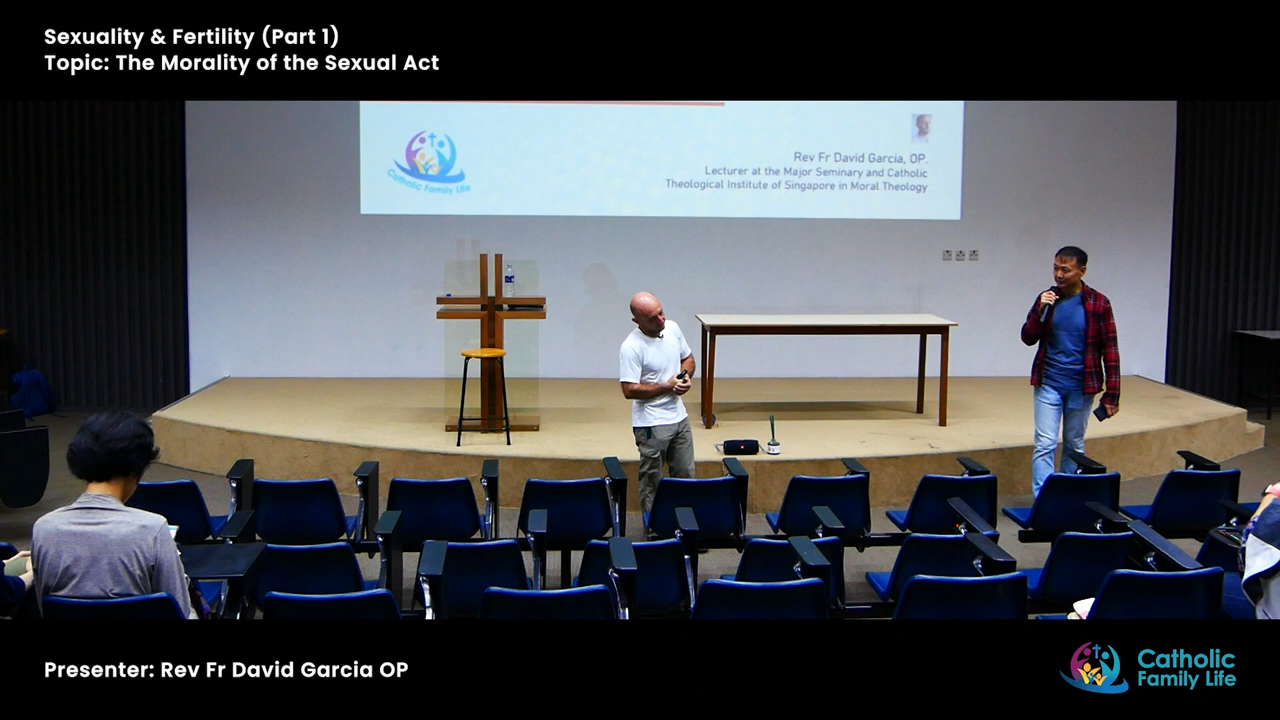 Sexuality & Fertility (Part 1)
Topic: The Morality of the Sexual Act
Catholic Family Life
Rev Fr David Garcia, OP.
Lecturer at the Major Seminary and Catholic
Theological Institute of Singapore in Moral Theology
Presenter: Rev Fr David Garcia OP
Catholic
Family Life